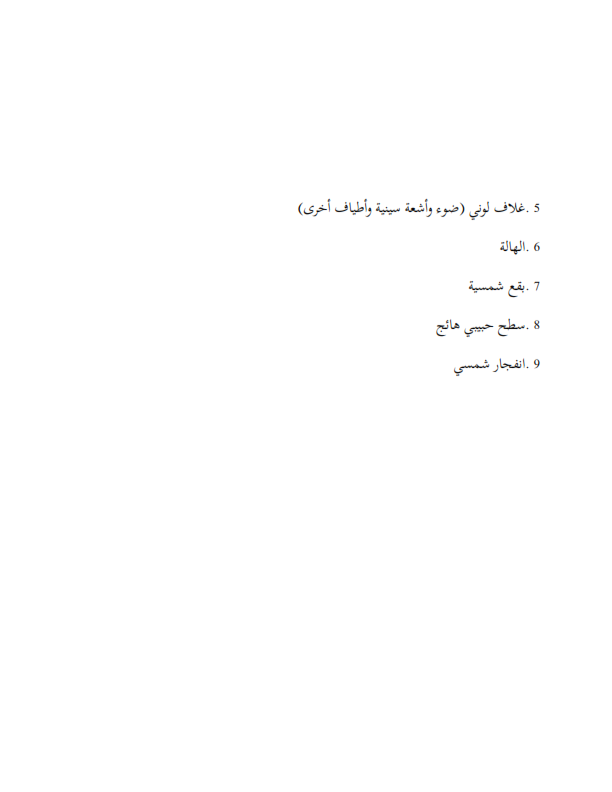 5 .غلاف لوني (ضوء وأشعة سينية وأطياف أخرى)
6 .الهالة
7 .بقع شمسية
8 .سطح حبيبي هائج
9 .انفجار شمسي